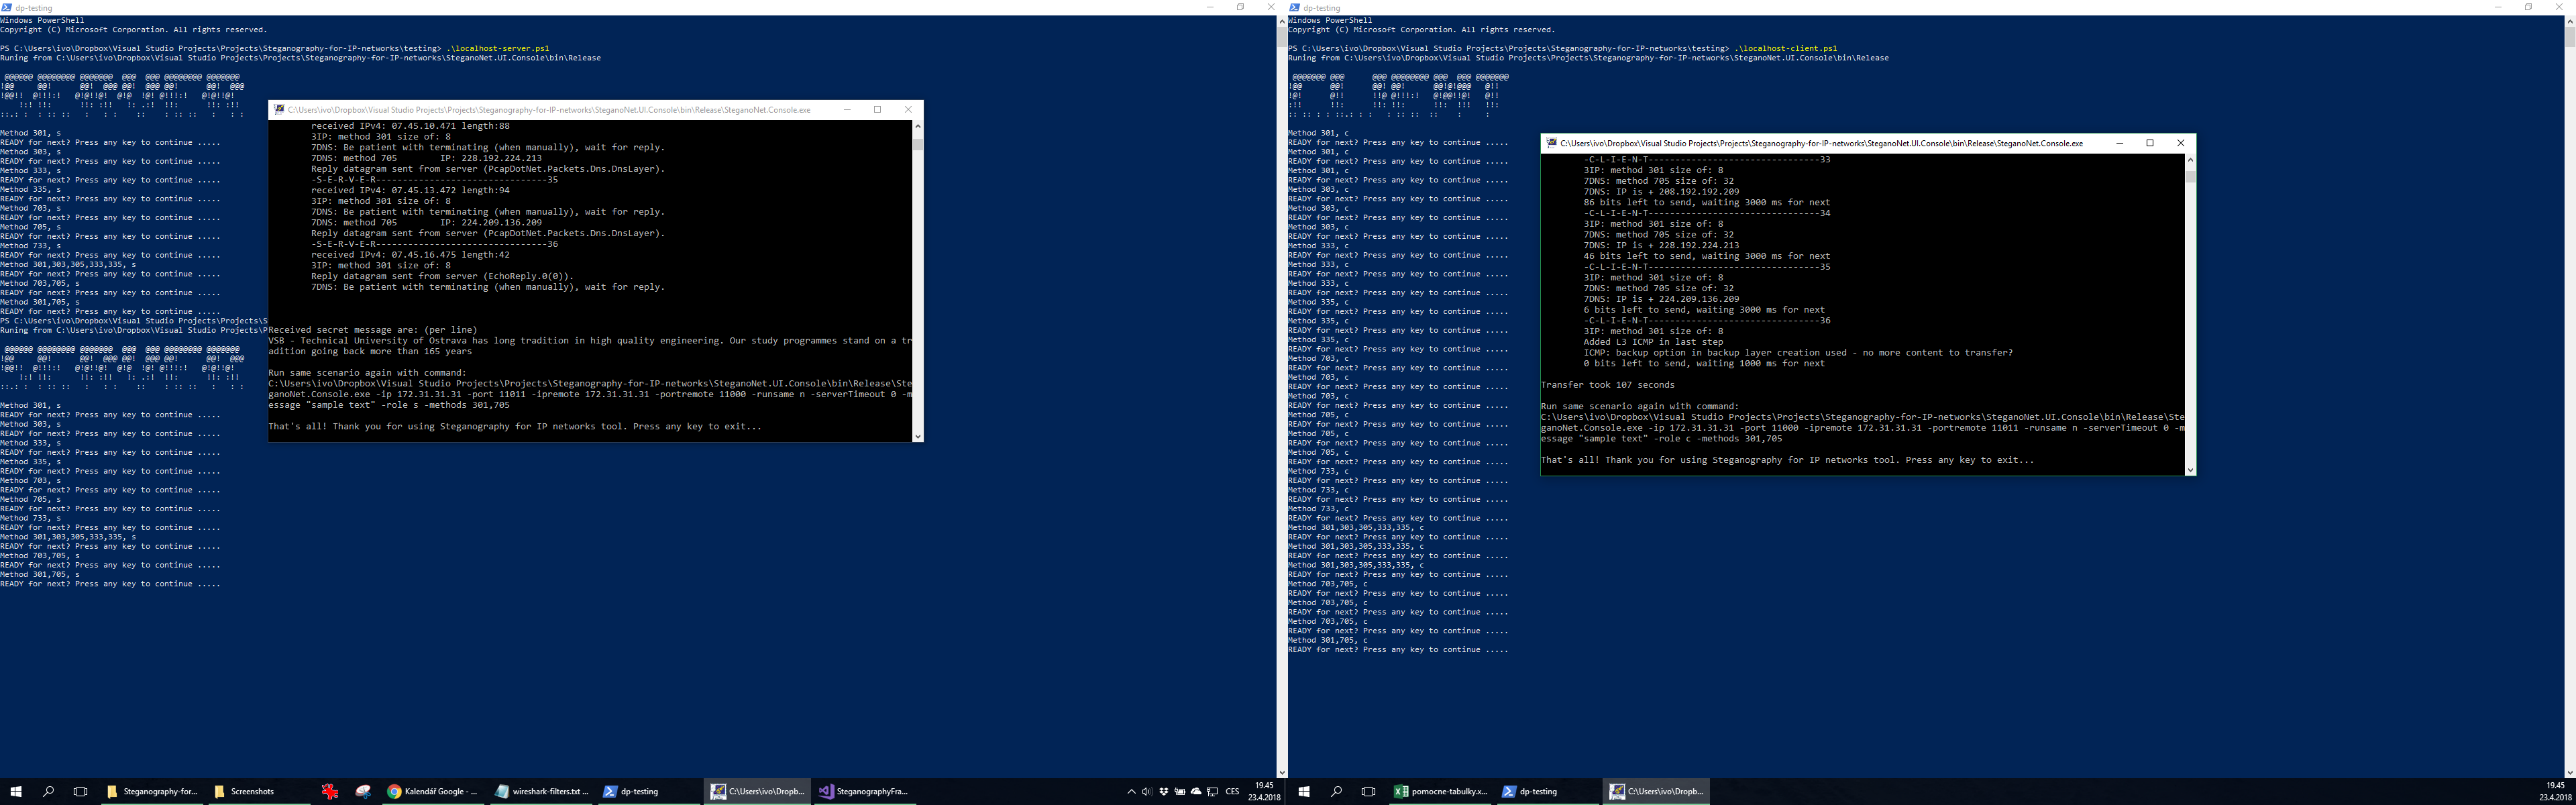 dp-testing
Windows PowerShell
Copyright (C) Microsoft Corporation. All rights reserved.
PS C:\Users\ivo\Dropbox\Visual Studio Projects\Projects\Steganography-for-IP-networks\testing> .\localhost-server.ps1
Runing from C:\Users\ivo\Dropbox\Visual Studio Projects\Projects\Steganography-for-IP-networks\SteganoNet.UI.Console\bin\Release
Method 301, s
READY for next? Press any key to continue .....
Method 303, s
READY for next? Press any key to continue .....
Method 333, s
READY for next? Press any key to continue .....
Method 335, s
READY for next? Press any key to continue .....
Method 703, s
READY for next? Press any key to continue .....
Method 705, s
READY for next? Press any key to continue .....
Method 733, s
READY for next? Press any key to continue .....
Method 301,303,305,333,335, s
READY for next? Press any key to continue .....
Method 703,705, s
READY for next? Press any key to continue .....
Method 301,705, s
READY for next? Press any key to continue .....
PS C:\Users\ivo\Dropbox\Visual Studio Projects\Projects\S
Runing from C:\Users\ivo\Dropbox\Visual Studio Projects\P
Method 301, s
READY for next? Press any key to continue .....
Method 303, s
READY for next? Press any key to continue .....
Method 333, s
READY for next? Press any key to continue .....
Method 335, s
READY for next? Press any key to continue .....
Method 703, s
READY for next? Press any key to continue .....
Method 705, s
READY for next? Press any key to continue .....
Method 733, s
READY for next? Press any key to continue .....
Method 301,303,305,333,335, s
READY for next? Press any key to continue .....
Method 703,705, s
READY for next? Press any key to continue .....
Method 301,705, s
READY for next? Press any key to continue .....
C:\Users\ivo\Dropbox\Visual Studio Projects\Projects\Steganography-for-IP-networks\SteganoNet.UI.Console\bin\Release\SteganoNet.Console.exe
received IPv4: 07.45.10.471 length:88
3IP: method 301 size of: 8
7DNS: Be patient with terminating (when manually), wait for reply.
7DNS: method 705 IP: 228.192.224.213
Reply datagram sent from server (PcapDotNet.Packets.Dns.DnsLayer).
-S-E-R-V-E-R--------------------------------35
received IPv4: 07.45.13.472 length:94
3IP: method 301 size of: 8
7DNS: Be patient with terminating (when manually), wait for reply.
7DNS: method 705 IP: 224.209.136.209
Reply datagram sent from server (PcapDotNet.Packets.Dns.DnsLayer).
-S-E-R-V-E-R--------------------------------36
received IPv4: 07.45.16.475 length:42
3IP: method 301 size of: 8
Reply datagram sent from server (EchoReply.0(0)).
7DNS: Be patient with terminating (when manually), wait for reply.
Received secret message are: (per line)
VSB - Technical University of Ostrava has long tradition in high quality engineering. Our study programmes stand on a tr
adition going back more than 165 years
Run same scenario again with command:
C:\Users\ivo\Dropbox\Visual Studio Projects\Projects\Steganography-for-IP-networks\SteganoNet.UI.Console\bin\Release\Ste
ganoNet.Console.exe -ip 172.31.31.31 -port 11011 -ipremote 172.31.31.31 -portremote 11000 -runsame n -serverTimeout 0 -m
essage "sample text" -role s -methods 301,705
That's all! Thank you for using Steganography for IP networks tool. Press any key to exit...
dp-testing
Windows PowerShell
Copyright (C) Microsoft Corporation. All rights reserved.
PS C:\Users\ivo\Dropbox\Visual Studio Projects\Projects\Steganography-for-IP-networks\testing> .\localhost-client.ps1
Runing from C:\Users\ivo\Dropbox\Visual Studio Projects\Projects\Steganography-for-IP-networks\SteganoNet.UI.Console\bin\Release
Method 301, c
READY for next? Press any key to continue .....
Method 301, c
READY for next? Press any key to continue .....
Method 301, c
READY for next? Press any key to continue .....
Method 303, c
READY for next? Press any key to continue .....
Method 303, c
READY for next? Press any key to continue .....
Method 303, c
READY for next? Press any key to continue .....
Method 333, c
READY for next? Press any key to continue .....
Method 333, c
READY for next? Press any key to continue .....
Method 333, c
READY for next? Press any key to continue .....
Method 335, c
READY for next? Press any key to continue .....
Method 335, c
READY for next? Press any key to continue .....
Method 335, c
READY for next? Press any key to continue .....
Method 703, c
READY for next? Press any key to continue .....
Method 703, c
READY for next? Press any key to continue .....
Method 703, c
READY for next? Press any key to continue .....
Method 705, c
READY for next? Press any key to continue .....
Method 705, c
READY for next? Press any key to continue .....
Method 705, c
READY for next? Press any key to continue .....
Method 733, c
READY for next? Press any key to continue .....
Method 733, c
READY for next? Press any key to continue .....
Method 733, c
READY for next? Press any key to continue .....
Method 301,303,305,333,335, c
READY for next? Press any key to continue .....
Method 301,303,305,333,335, c
READY for next? Press any key to continue .....
Method 301,303,305,333,335, c
READY for next? Press any key to continue .....
Method 703,705, c
READY for next? Press any key to continue .....
Method 703,705, c
READY for next? Press any key to continue .....
Method 703,705, c
READY for next? Press any key to continue .....
Method 301,705, c
READY for next? Press any key to continue .....
C:\Users\ivo\Dropbox\Visual Studio Projects\Projects\Steganography-for-IP-networks\SteganoNet.UI.Console\bin\Release\SteganoNet.Console.exe
-C-L-I-E-N-T--------------------------------33
3IP: method 301 size of: 8
7DNS: method 705 size of: 32
7DNS: IP is + 208.192.192.209
86 bits left to send, waiting 3000 ms for next
-C-L-I-E-N-T--------------------------------34
3IP: method 301 size of: 8
7DNS: method 705 size of: 32
7DNS: IP is + 228.192.224.213
46 bits left to send, waiting 3000 ms for next
-C-L-I-E-N-T--------------------------------35
3IP: method 301 size of: 8
7DNS: method 705 size of: 32
7DNS: IP is + 224.209.136.209
6 bits left to send, waiting 3000 ms for next
-C-L-I-E-N-T--------------------------------36
3IP: method 301 size of: 8
Added L3 ICMP in last step
ICMP: backup option in backup layer creation used - no more content to transfer?
0 bits left to send, waiting 1000 ms for next
Transfer took 107 seconds
Run same scenario again with command:
C:\Users\ivo\Dropbox\Visual Studio Projects\Projects\Steganography-for-IP-networks\SteganoNet.UI.Console\bin\Release\Ste
ganoNet.Console.exe -ip 172.31.31.31 -port 11000 -ipremote 172.31.31.31 -portremote 11011 -runsame n -serverTimeout 0 -m
essage "sample text" -role c -methods 301,705
That's all! Thank you for using Steganography for IP networks tool. Press any key to exit...
Steganography-for...
Screenshots
Kalendář Google - ...
wireshark-filters.txt ...
dp-testing
C:\Users\ivo\Dropb...
SteganographyFra...
CES
19.45
23.4.2018
pomocne-tabulky.x...
dp-testing
C:\Users\ivo\Dropb...
19.45
23.4.2018